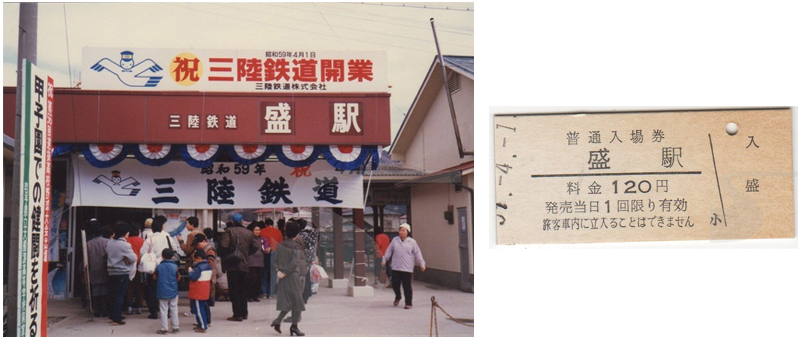 昭和59年4月1日
祝 三陸鉄道開業
三陸鉄道株式会社
三陸鉄道 盛駅
昭和59年 祝
三陸鉄道
甲子園での健闘を祈る
-4.-1
普通入場券
盛駅
料金120円
発売当日1回限り有効
旅客車内に立入ることはできません
小
入
盛